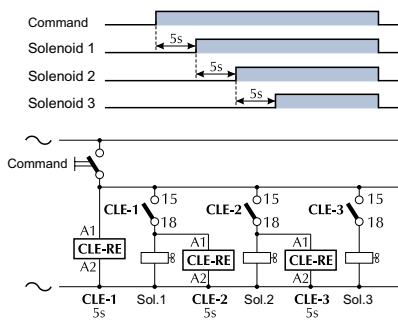 Command
5s
Solenoid 1
5s
Solenoid 2
5s
Solenoid 3
Command
CLE-1 15 CLE-2 15 CLE-3 15
18 18 18
A1 A1 A1
CLE-RE CLE-RE CLE-RE
A2 A2 A2
CLE-1 Sol.1 CLE-2 Sol.2 CLE-3 Sol.3
5s 5s 5s